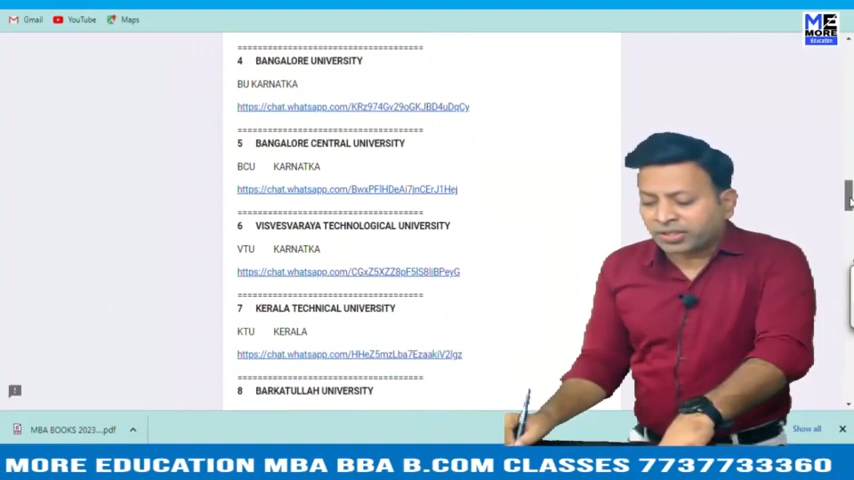 Gmail YouTube Maps
ME
MORE
Education
====================================
4 BANGALORE UNIVERSITY
BU KARNATKA
https://chat.whatsapp.com/KRz974Gv29oGKJBD4uDqCy
====================================
5 BANGALORE CENTRAL UNIVERSITY
BCU KARNATKA
https://chat.whatsapp.com/BwxPFlHDeAi7jnCErJ1Hej
====================================
6 VISVESVARAYA TECHNOLOGICAL UNIVERSITY
VTU KARNATKA
https://chat.whatsapp.com/CGxZ5XZZ8pF5lS8liBPeyG
====================================
7 KERALA TECHNICAL UNIVERSITY
KTU KERALA
https://chat.whatsapp.com/HHeZ5mzLba7EzaakiV2lgz
====================================
8 BARKATULLAH UNIVERSITY
MBA BOOKS 2023....pdf
Show all
MORE EDUCATION MBA BBA B.COM CLASSES 7737733360